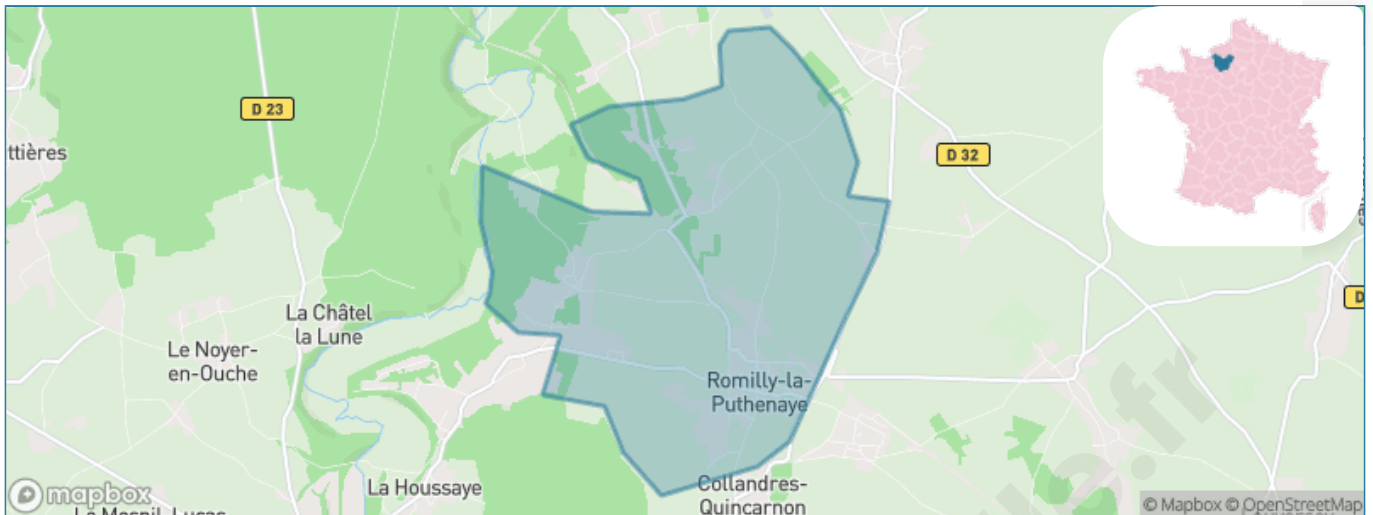 D 23
ttières
D 32
La Châtel
la Lune
Le Noyer-
en-Ouche
Romilly-la-
Puthenaye
La Houssaye
Collandres-
Quincarnon
mapbox
© Mapbox © OpenStreetMap